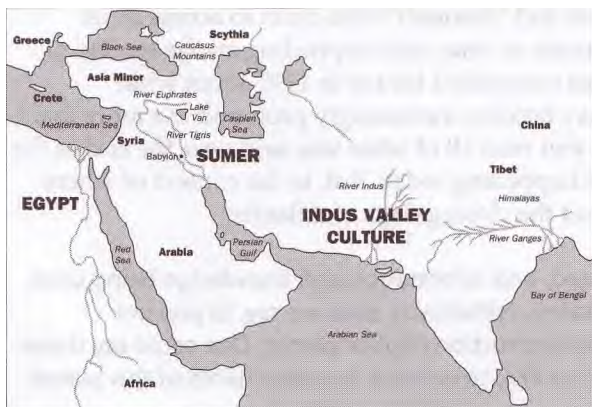 Greece
Black Sea
Scythia
Caucasus
Mountains
Asia Minor
Crete
River Euphrates
Lake
Van
Caspian
Sea
Mediterranean Sea
Syria
River Tigris
Babylon
SUMER
China
Tibet
Himalayas
River Indus
EGYPT
INDUS VALLEY
CULTURE
River Ganges
Red
Sea
Arabia
Persian
Gulf
Bay of Bengal
Arabian Sea
Africa